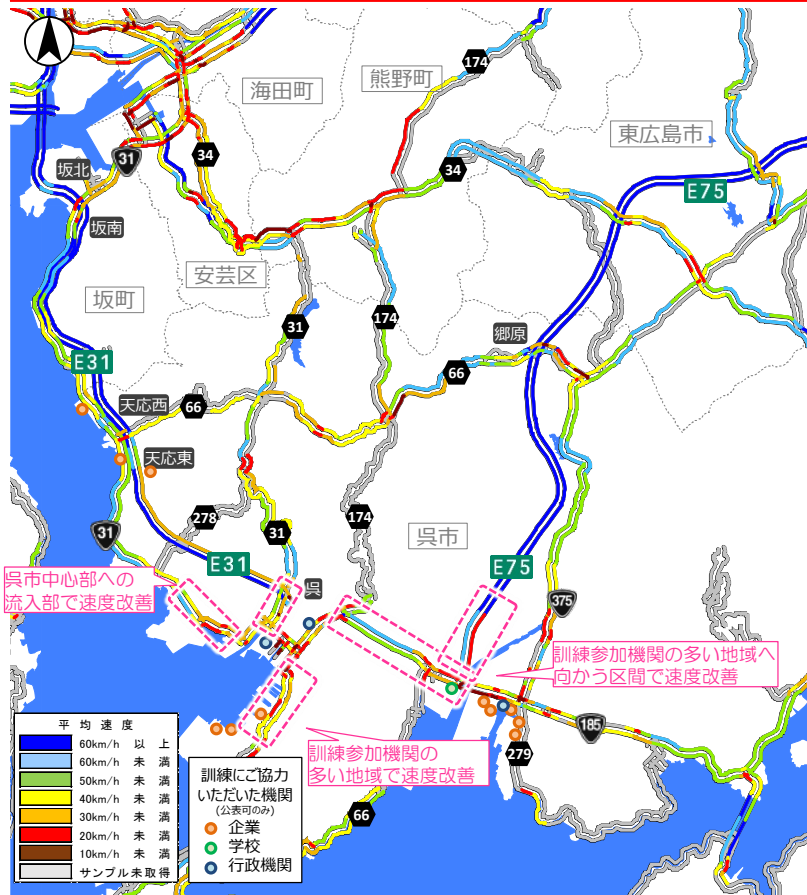 174
熊野町
海田町
東広島市
31
34
34
坂北
E75
坂南
安芸区
坂町
31
174
郷原
E31
66
天応西
66
天応東
278
174
呉市
31
31
E31
E75
呉
375
呉市中心部への
流入部で速度改善
訓練参加機関の多い地域へ
向かう区間で速度改善
185
訓練参加機関の
多い地域で速度改善
279
66
平均速度
60km/h 以上
60km/h 未満
50km/h 未満
40km/h 未満
30km/h 未満
20km/h 未満
10km/h 未満
サンプル未取得
訓練にご協力
いただいた機関
(公表可のみ)
企業
学校
行政機関